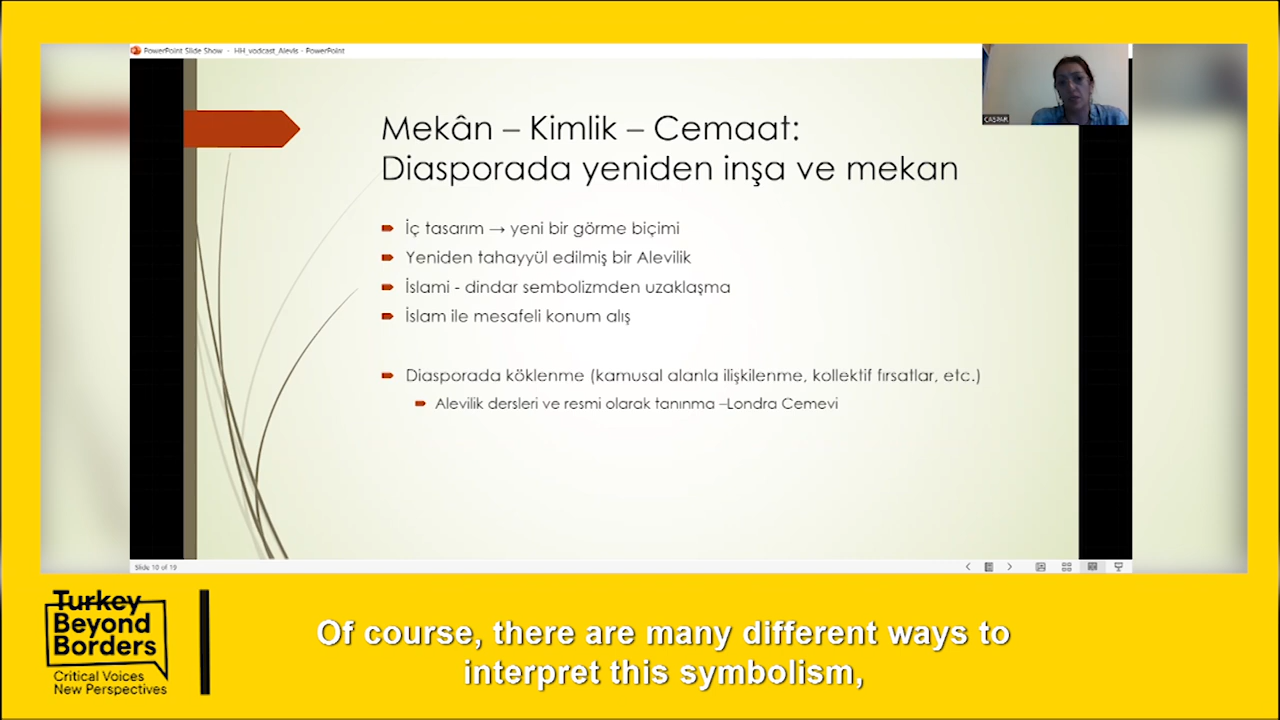 PowerPoint Slide Show - HH_vodcast_Alevis - PowerPoint
CASPAR
Mekân – Kimlik – Cemaat:
Diasporada yeniden inşa ve mekan
İç tasarım → yeni bir görme biçimi
Yeniden tahayyül edilmiş bir Alevilik
İslami - dindar sembolizmden uzaklaşma
İslam ile mesafeli konum alış
Diasporada köklenme (kamusal alanla ilişkilenme, kollektif fırsatlar, etc.)
Alevilik dersleri ve resmi olarak tanınma –Londra Cemevi
Slide 10 of 19
Turkey
Beyond
Borders
Critical Voices
New Perspectives
Of course, there are many different ways to
interpret this symbolism,